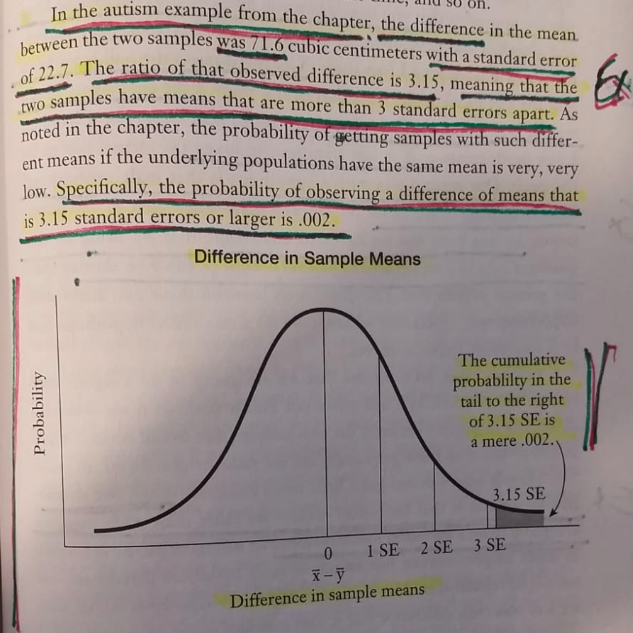 and so on.
In the autism example from the chapter, the difference in the mean
between the two samples was 71.6 cubic centimeters with a standard error
of 22.7. The ratio of that observed difference is 3.15, meaning that the
two samples have means that are more than 3 standard errors apart. As
noted in the chapter, the probability of getting samples with such differ-
ent means if the underlying populations have the same mean is very, very
low. Specifically, the probability of observing a difference of means that
is 3.15 standard errors or larger is .002.
Ex
Difference in Sample Means
Probability
The cumulative
probablilty in the
tail to the right
of 3.15 SE is
a mere .002.
3.15 SE
0 1 SE 2 SE 3 SE
x̅ – y̅
Difference in sample means